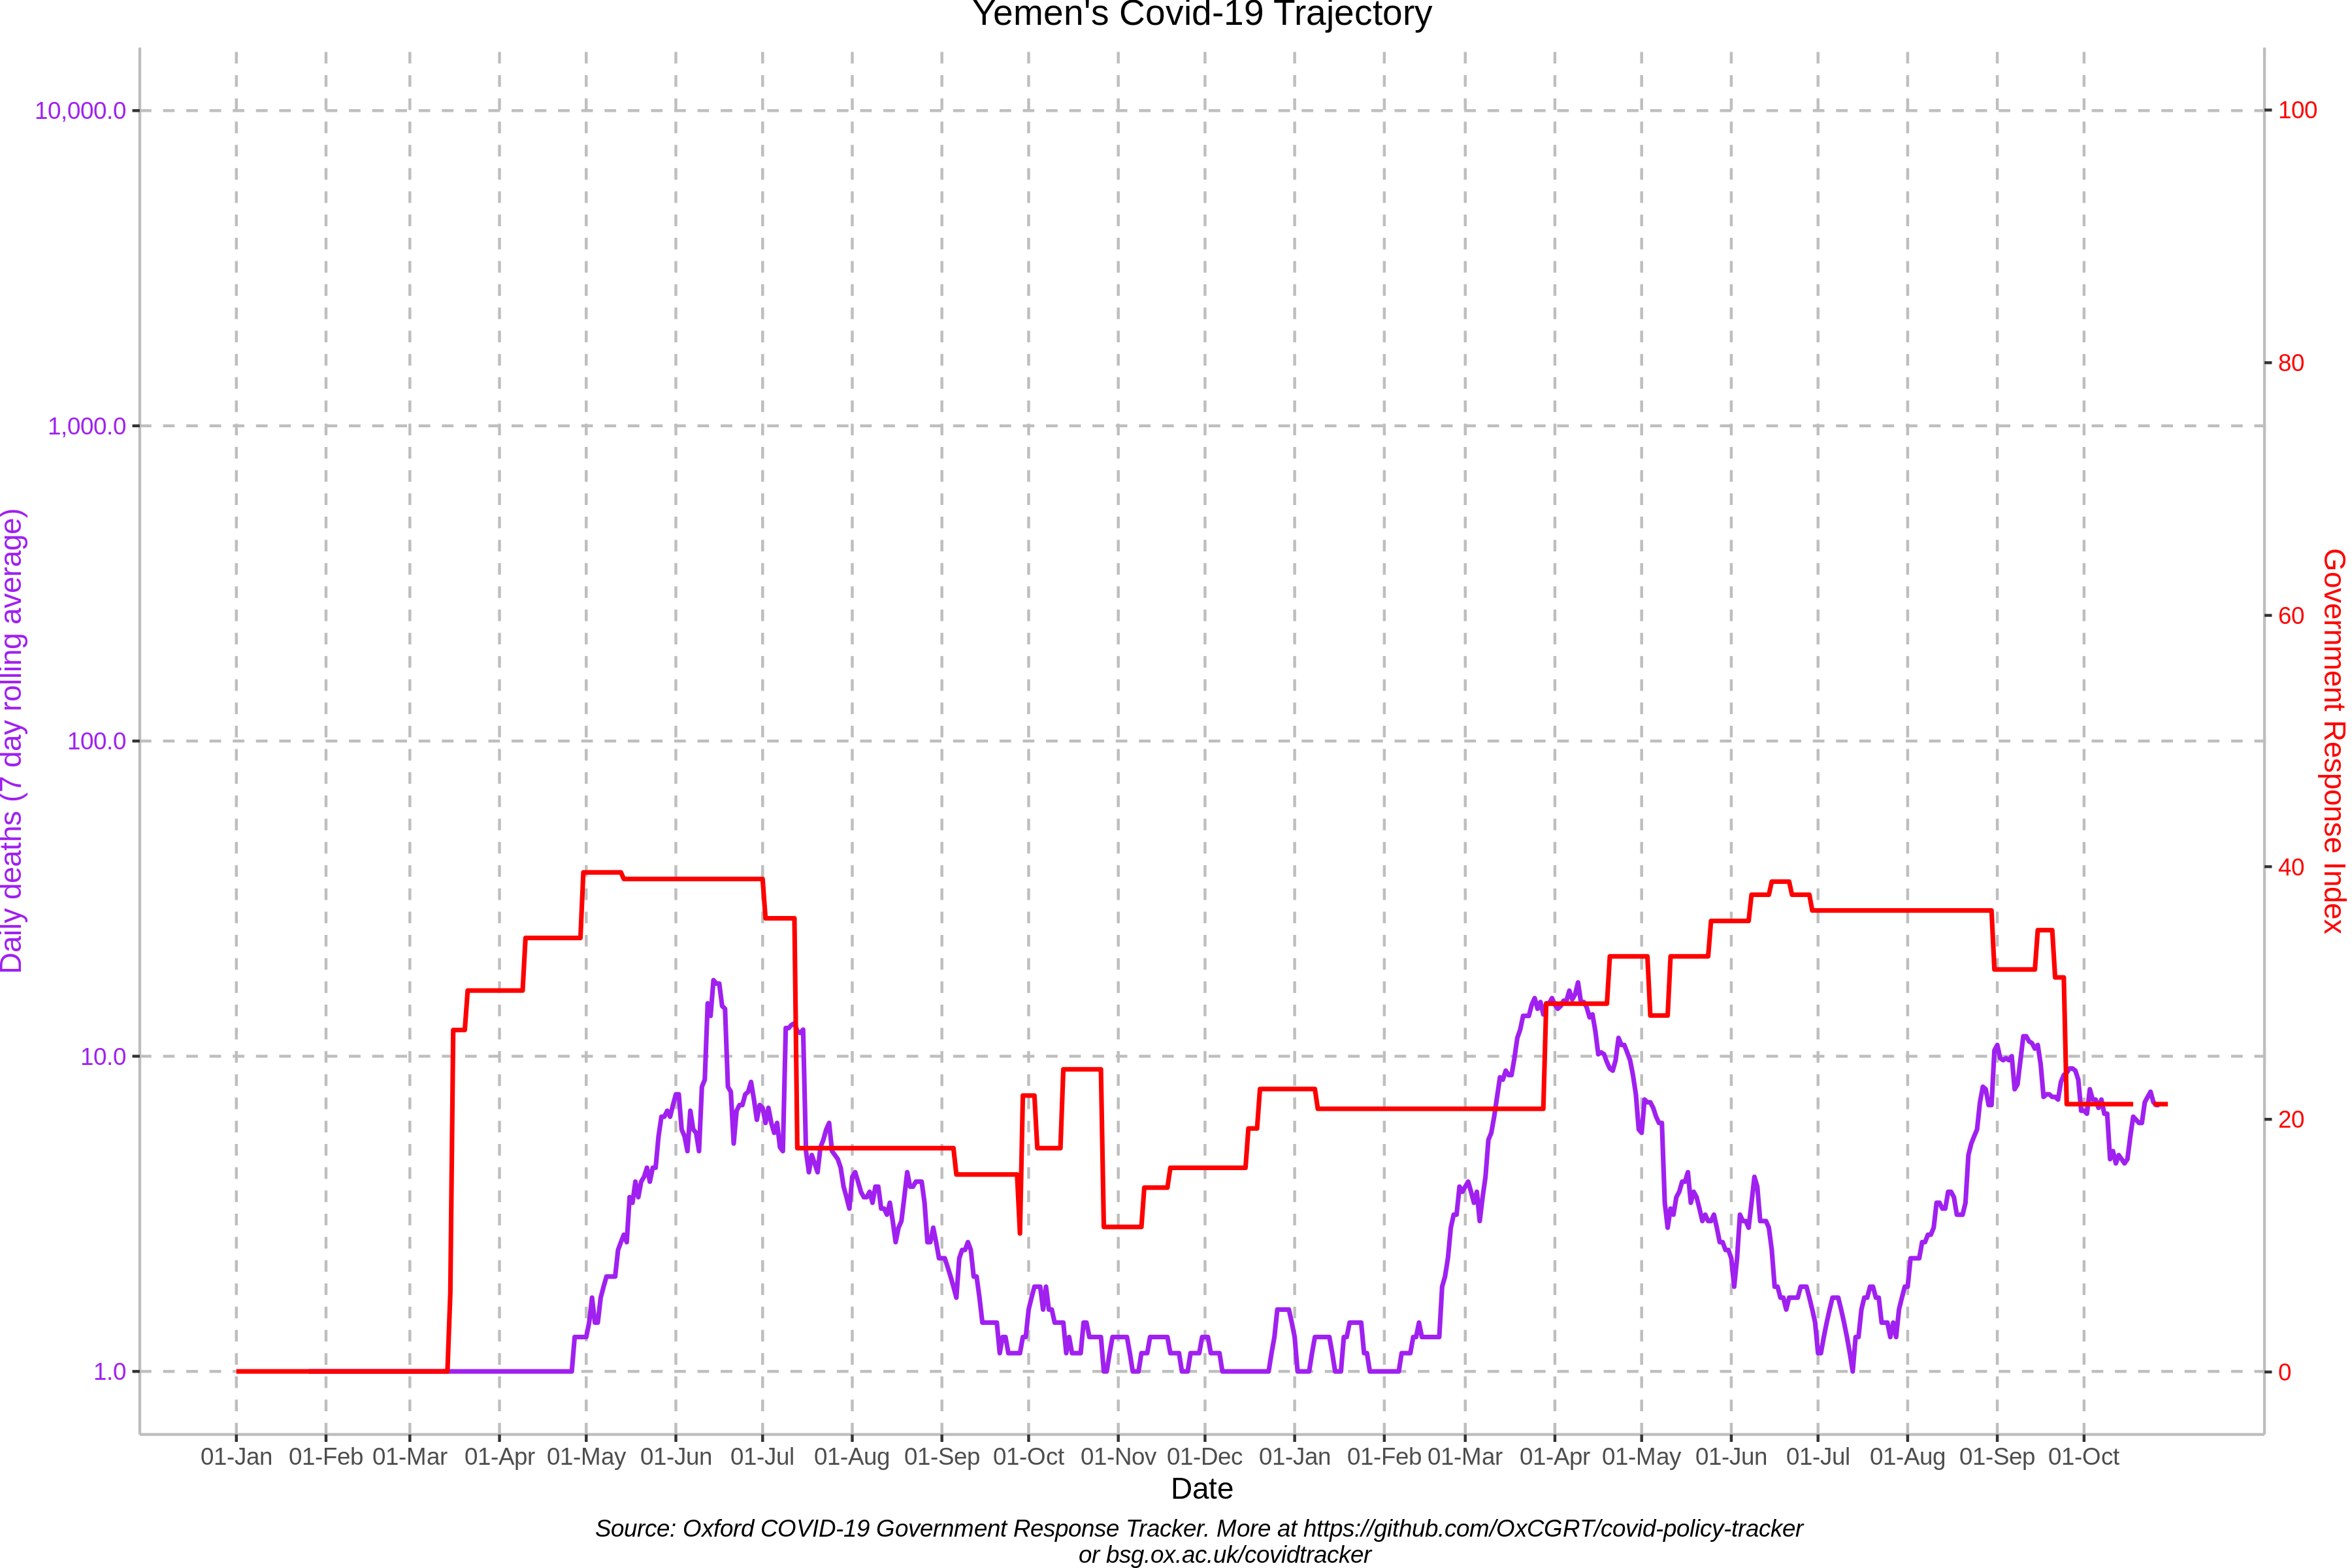 Yemen's Covid-19 Trajectory
10,000.0
1,000.0
100.0
10.0
1.0
Daily deaths (7 day rolling average)
100
80
60
40
20
0
Government Response Index
01-Jan 01-Feb 01-Mar 01-Apr 01-May 01-Jun 01-Jul 01-Aug 01-Sep 01-Oct 01-Nov 01-Dec 01-Jan 01-Feb 01-Mar 01-Apr 01-May 01-Jun 01-Jul 01-Aug 01-Sep 01-Oct
Date
Source: Oxford COVID-19 Government Response Tracker. More at https://github.com/OxCGRT/covid-policy-tracker
or bsg.ox.ac.uk/covidtracker